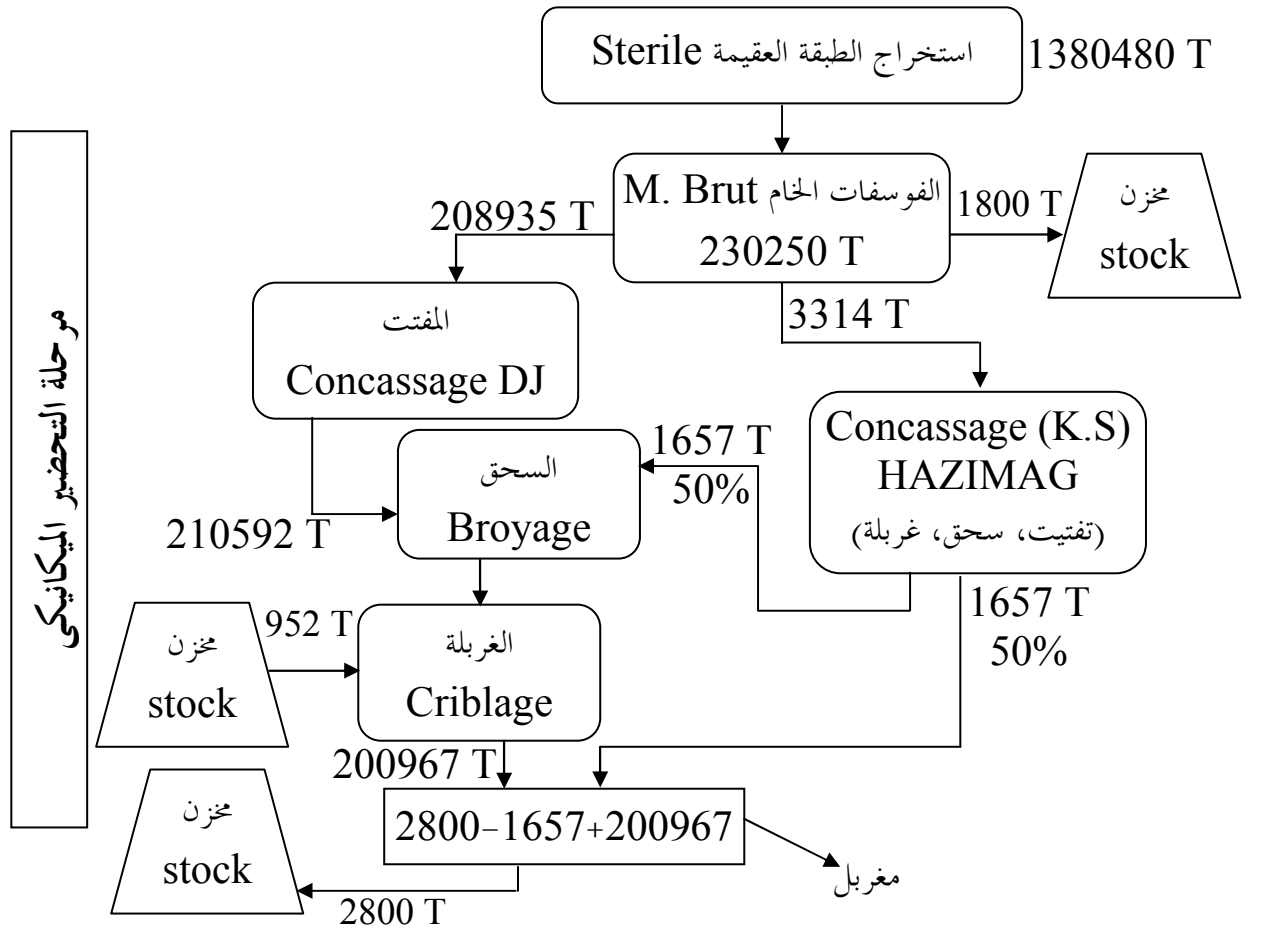 استخراج الطبقة العقيمة Sterile
1380480 T
الفوسفات الخام M. Brut
230250 T
208935 T
1800 T
مخزن
stock
3314 T
المفتت
Concassage DJ
Concassage (K.S)
HAZIMAG
(تفتيت، سحق، غربلة)
مرحلة التحضير الميكانيكي
1657 T
50%
السحق
Broyage
210592 T
1657 T
50%
952 T
مخزن
stock
الغربلة
Criblage
200967 T
2800-1657+200967
مخزن
stock
2800 T
مغربل